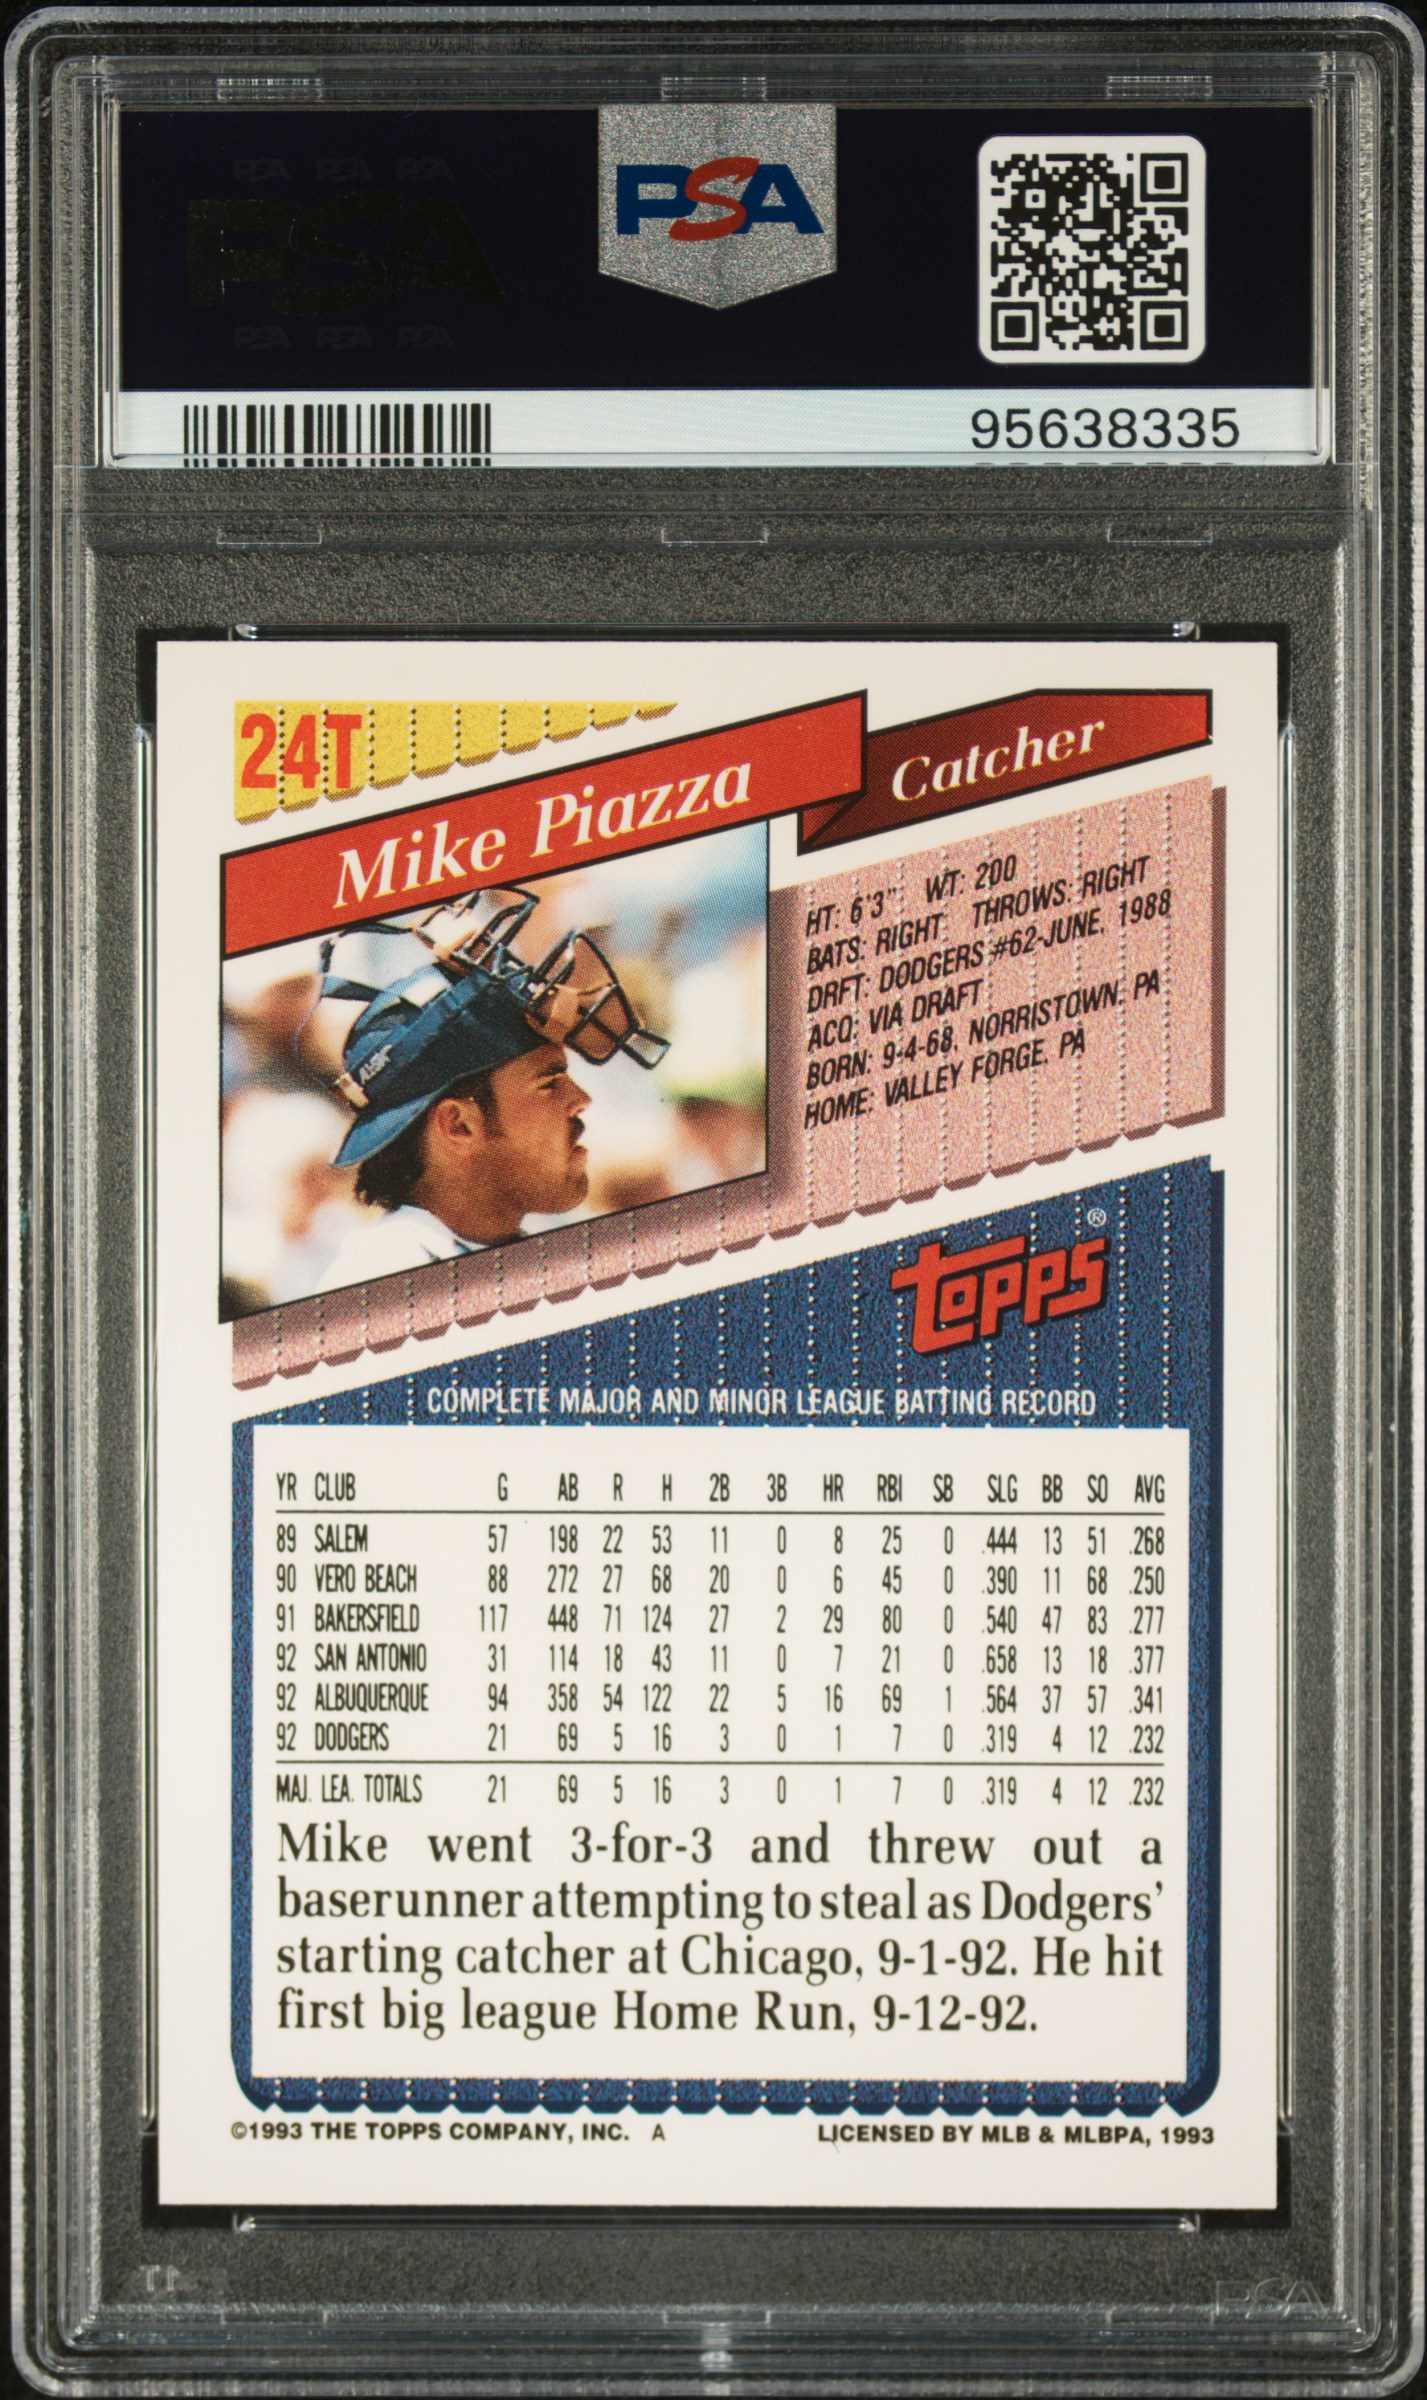 PSA PSA PSA
PSA
PSA PSA PSA
PSA
95638335
24T
Mike Piazza
Catcher
HT: 6'3" WT: 200
BATS: RIGHT THROWS: RIGHT
DRFT: DODGERS #62-JUNE, 1988
ACQ: VIA DRAFT
BORN: 9-4-68, NORRISTOWN, PA
HOME: VALLEY FORGE, PA
topps®
COMPLETE MAJOR AND MINOR LEAGUE BATTING RECORD
YR CLUB G AB R H 2B 3B HR RBI SB SLG BB SO AVG
89 SALEM 57 198 22 53 11 0 8 25 0 .444 13 51 .268
90 VERO BEACH 88 272 27 68 20 0 6 45 0 .390 11 68 .250
91 BAKERSFIELD 117 448 71 124 27 2 29 80 0 .540 47 83 .277
92 SAN ANTONIO 31 114 18 43 11 0 7 21 0 .658 13 18 .377
92 ALBUQUERQUE 94 358 54 122 22 5 16 69 1 .564 37 57 .341
92 DODGERS 21 69 5 16 3 0 1 7 0 .319 4 12 .232
MAJ. LEA. TOTALS 21 69 5 16 3 0 1 7 0 .319 4 12 .232
Mike went 3-for-3 and threw out a
baserunner attempting to steal as Dodgers'
starting catcher at Chicago, 9-1-92. He hit
first big league Home Run, 9-12-92.
©1993 THE TOPPS COMPANY, INC. A
LICENSED BY MLB & MLBPA, 1993
PSA